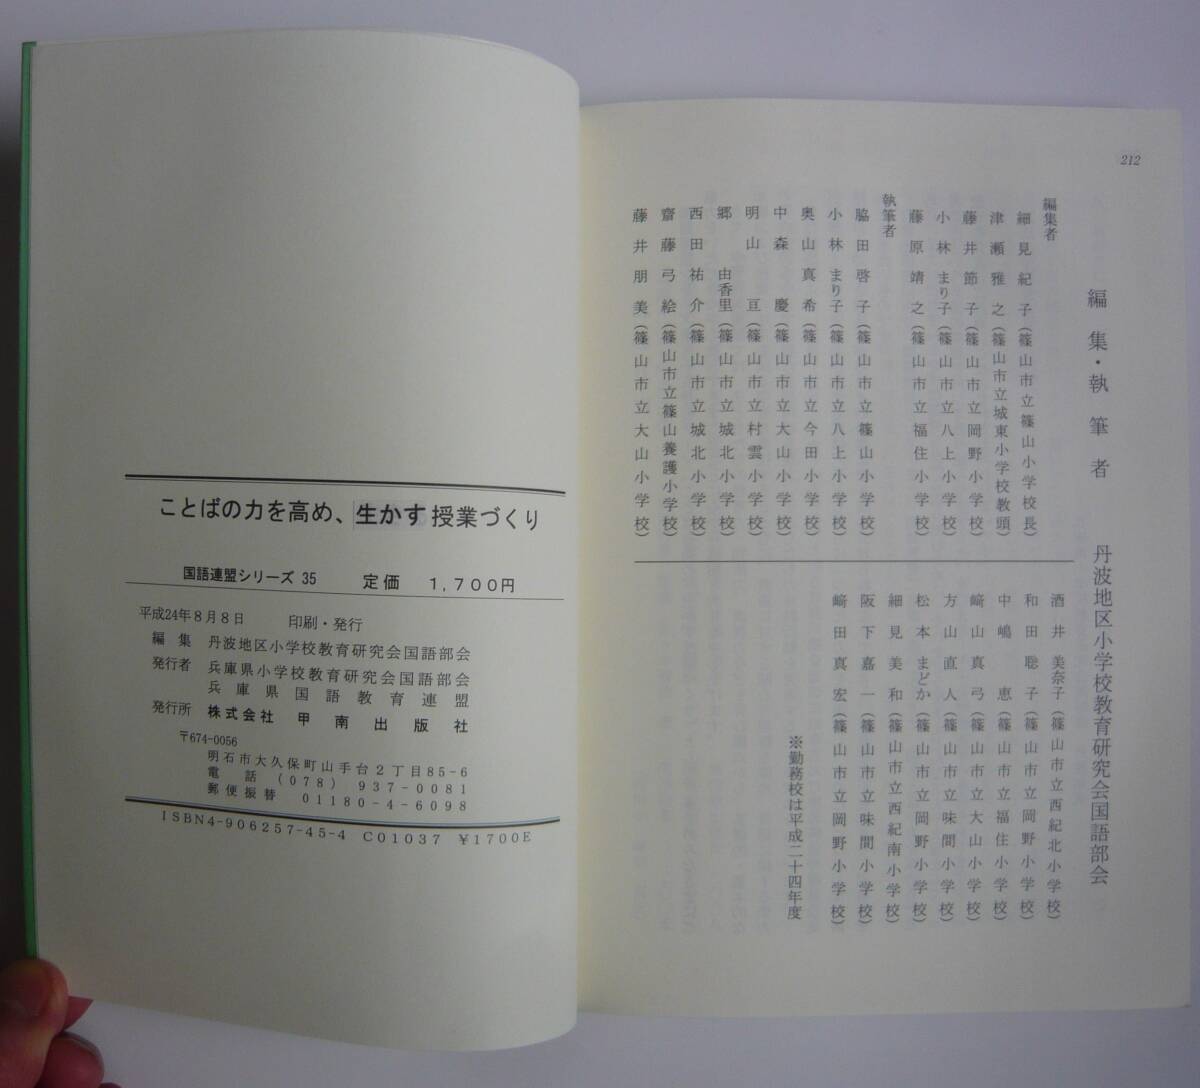 212
編集・執筆者　丹波地区小学校教育研究会国語部会
編集者
細見紀子(篠山市立篠山小学校長)
津瀬雅之(篠山市立城東小学校教頭)
藤井節子(篠山市立岡野小学校)
小林まり子(篠山市立八上小学校)
藤原靖之(篠山市立福住小学校)
執筆者
脇田啓子(篠山市立篠山小学校)
小林まり子(篠山市立八上小学校)
奥山真希(篠山市立今田小学校)
中森慶(篠山市立大山小学校)
明山亘(篠山市立村雲小学校)
郷由香里(篠山市立城北小学校)
西田祐介(篠山市立城北小学校)
齋藤弓絵(篠山市立篠山養護小学校)
藤井朋美(篠山市立大山小学校)
酒井美奈子(篠山市立西紀北小学校)
和田聡子(篠山市立岡野小学校)
中嶋恵(篠山市立福住小学校)
﨑山真弓(篠山市立大山小学校)
方山直人(篠山市立味間小学校)
松本まどか(篠山市立岡野小学校)
細見美和(篠山市立西紀南小学校)
阪下嘉一(篠山市立味間小学校)
﨑田真宏(篠山市立岡野小学校)
※勤務校は平成二十四年度
ことばの力を高め、生かす授業づくり
国語連盟シリーズ 35　定価　1,700円
平成24年8月8日　印刷・発行
編集　丹波地区小学校教育研究会国語部会
発行者　兵庫県小学校教育研究会国語部会
兵庫県国語教育連盟
発行所　株式会社　甲南出版社
〒674-0056
明石市大久保町山手台2丁目85-6
電話　(078) 937-0081
郵便振替　01180-4-6098
ISBN4-906257-45-4 C01037 ¥1700E